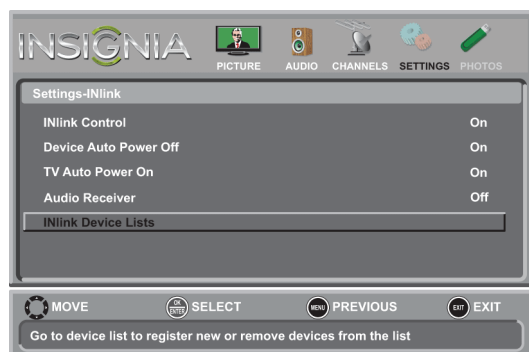 INSIGNIA
PICTURE AUDIO CHANNELS SETTINGS PHOTOS
Settings-INlink
INlink Control On
Device Auto Power Off On
TV Auto Power On On
Audio Receiver Off
INlink Device Lists
MOVE OK ENTER SELECT MENU PREVIOUS EXIT EXIT
Go to device list to register new or remove devices from the list